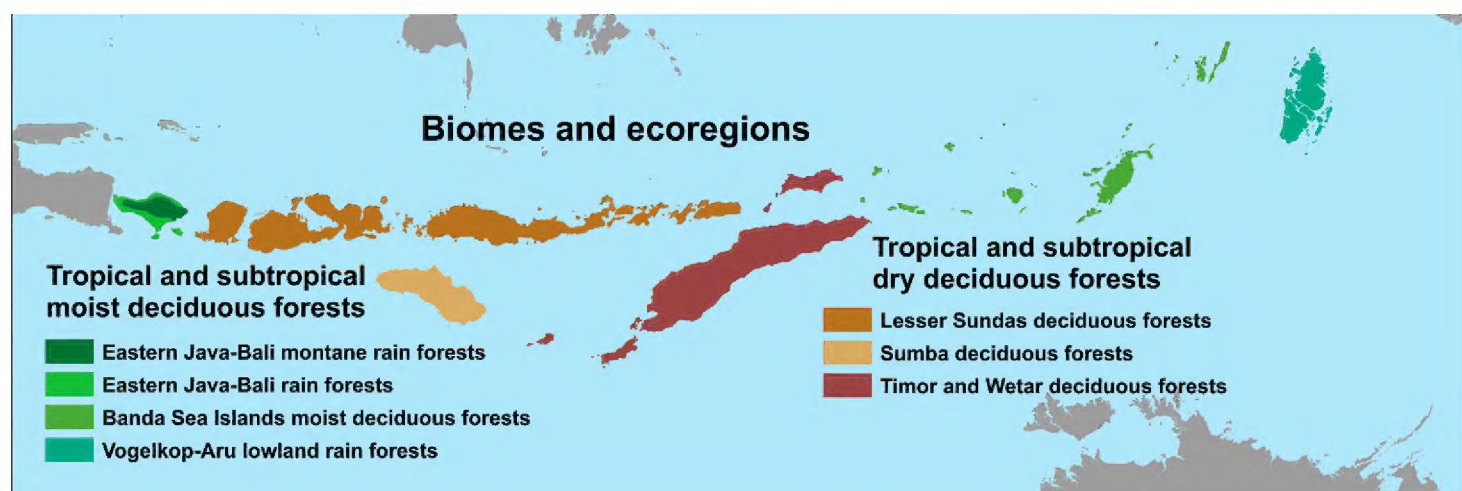 Biomes and ecoregions
Tropical and subtropical
moist deciduous forests
Eastern Java-Bali montane rain forests
Eastern Java-Bali rain forests
Banda Sea Islands moist deciduous forests
Vogelkop-Aru lowland rain forests
Tropical and subtropical
dry deciduous forests
Lesser Sundas deciduous forests
Sumba deciduous forests
Timor and Wetar deciduous forests